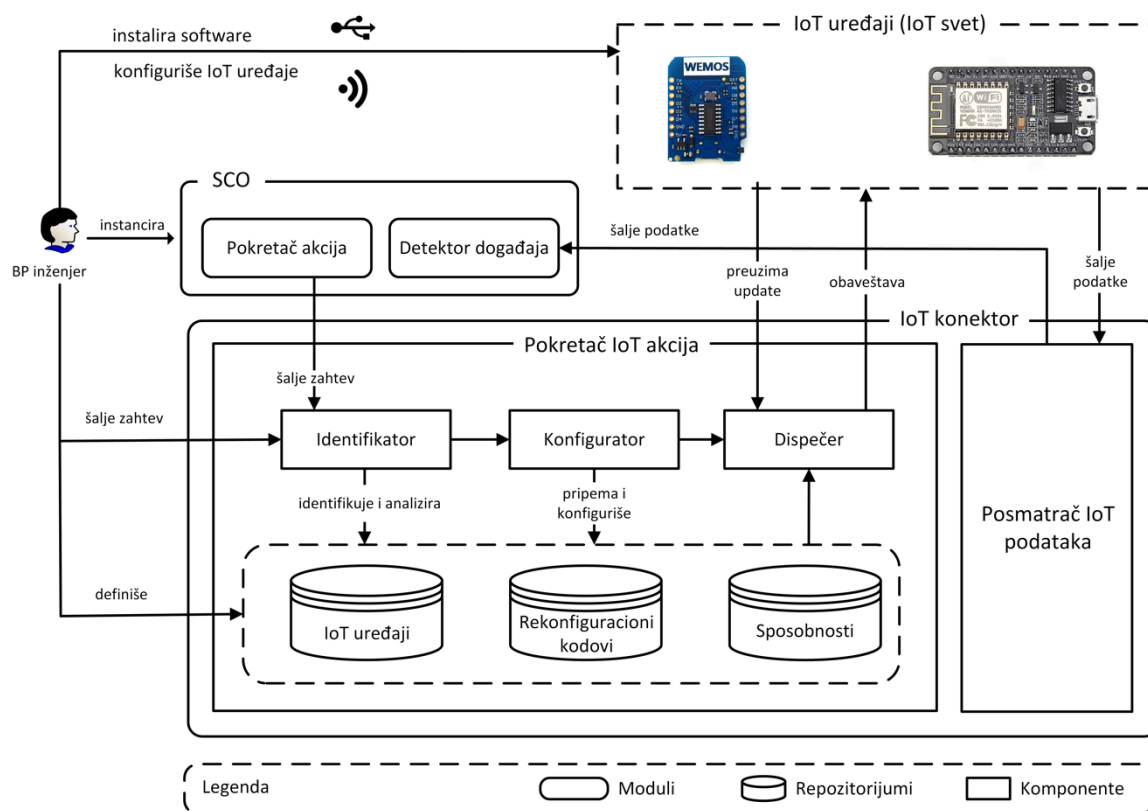 instalira software
konfiguriše IoT uređaje
IoT uređaji (IoT svet)
WEMOS
WiFi
SCO
BP inženjer
instancira
Pokretač akcija
Detektor događaja
šalje podatke
preuzima
update
obaveštava
šalje
podatke
IoT konektor
Pokretač IoT akcija
šalje zahtev
šalje zahtev
Identifikator
Konfigurator
Dispečer
identifikuje i analizira
pripema i
konfiguriše
Posmatrač IoT
podataka
definiše
IoT uređaji
Rekonfiguracioni
kodovi
Sposobnosti
Legenda
Moduli
Repozitorijumi
Komponente